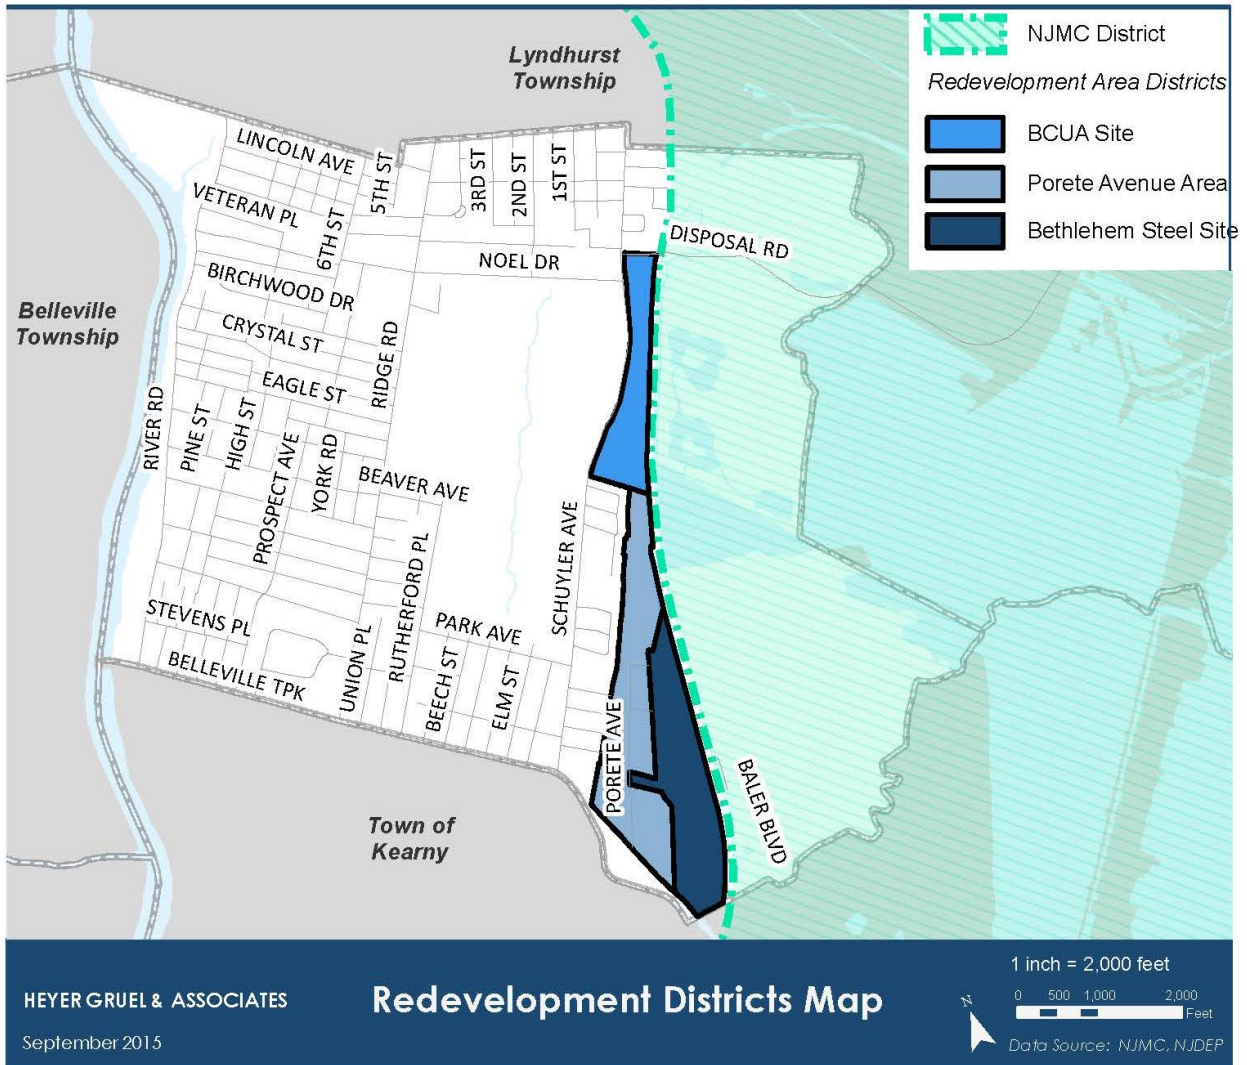 NJMC District
Redevelopment Area Districts
BCUA Site
Porete Avenue Area
Bethlehem Steel Site
Lyndhurst
Township
LINCOLN AVE
5TH ST
3RD ST
2ND ST
1ST ST
VETERAN PL
6TH ST
DISPOSAL RD
NOEL DR
BIRCHWOOD DR
Belleville
Township
CRYSTAL ST
RIDGE RD
EAGLE ST
RIVER RD
PINE ST
HIGH ST
PROSPECT AVE
YORK RD
BEAVER AVE
SCHUYLER AVE
RUTHERFORD PL
STEVENS PL
PARK AVE
UNION PL
BELLEVILLE TPK
BEECH ST
ELM ST
PORETE AVE
BALER BLVD
Town of
Kearny
HEYER GRUEL & ASSOCIATES
September 2015
Redevelopment Districts Map
N
1 inch = 2,000 feet
0 500 1,000 2,000
Feet
Data Source: NJMC, NJDEP